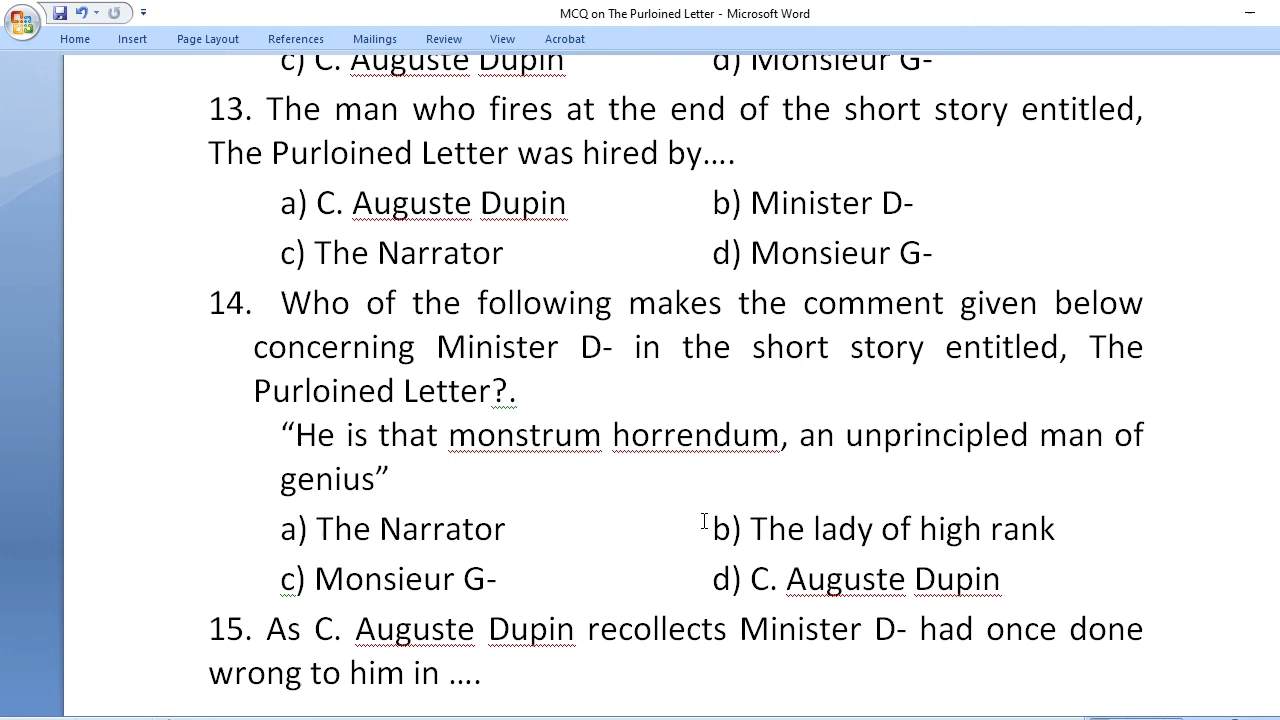 MCQ on The Purloined Letter - Microsoft Word
Home Insert Page Layout References Mailings Review View Acrobat
c) C. Auguste Dupin d) Monsieur G-
13. The man who fires at the end of the short story entitled,
The Purloined Letter was hired by....
a) C. Auguste Dupin b) Minister D-
c) The Narrator d) Monsieur G-
14. Who of the following makes the comment given below
concerning Minister D- in the short story entitled, The
Purloined Letter?.
“He is that monstrum horrendum, an unprincipled man of
genius”
a) The Narrator b) The lady of high rank
c) Monsieur G- d) C. Auguste Dupin
15. As C. Auguste Dupin recollects Minister D- had once done
wrong to him in ....